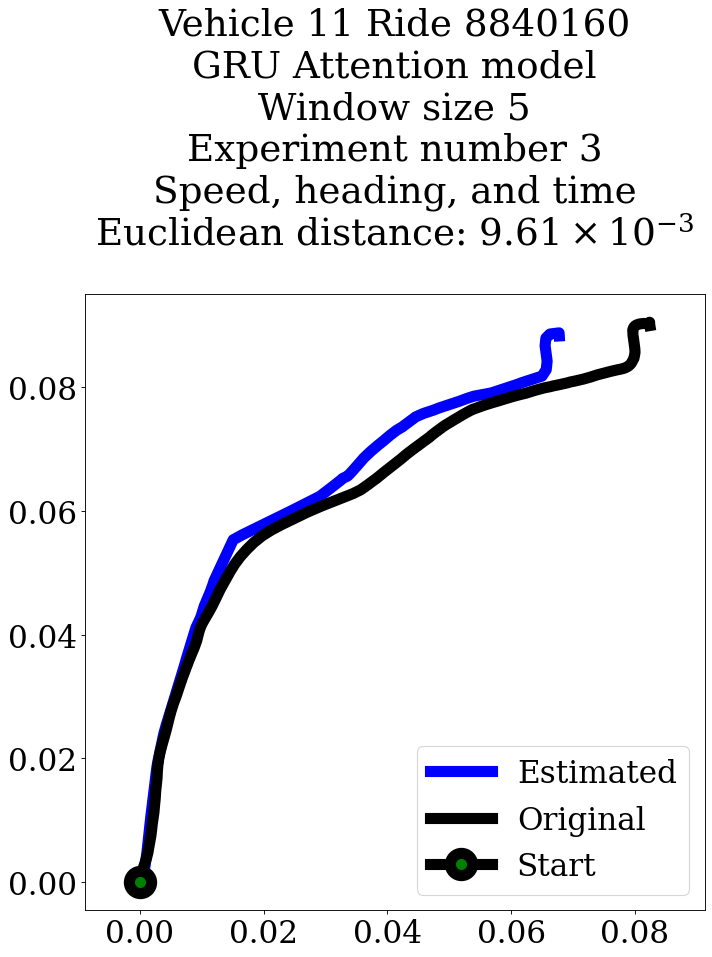 Vehicle 11 Ride 8840160
GRU Attention model
Window size 5
Experiment number 3
Speed, heading, and time
Euclidean distance: 9.61 × 10⁻³
0.08
0.06
0.04
0.02
0.00
0.00 0.02 0.04 0.06 0.08
Estimated
Original
Start